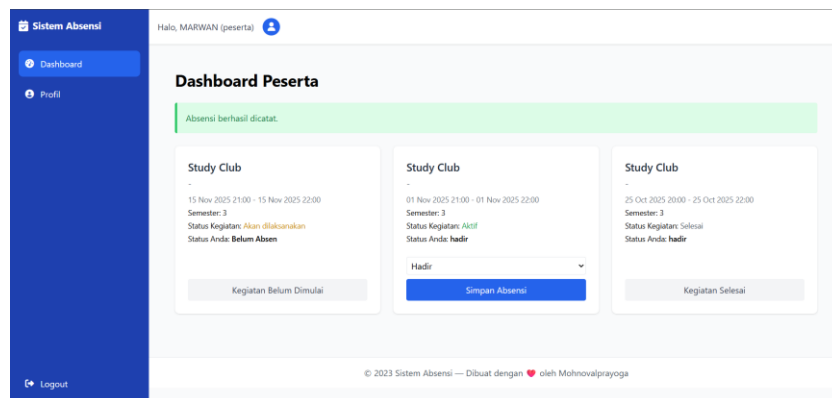 Sistem Absensi
Halo, MARWAN (peserta)
Dashboard
Profil
Dashboard Peserta
Absensi berhasil dicatat.
Study Club
-
15 Nov 2025 21:00 - 15 Nov 2025 22:00
Semester: 3
Status Kegiatan: Akan dilaksanakan
Status Anda: Belum Absen
Kegiatan Belum Dimulai
Study Club
-
01 Nov 2025 21:00 - 01 Nov 2025 22:00
Semester: 3
Status Kegiatan: Aktif
Status Anda: hadir
Hadir
Simpan Absensi
Study Club
-
25 Oct 2025 20:00 - 25 Oct 2025 22:00
Semester: 3
Status Kegiatan: Selesai
Status Anda: hadir
Kegiatan Selesai
Logout
© 2023 Sistem Absensi — Dibuat dengan ❤ oleh Mohnovalprayoga